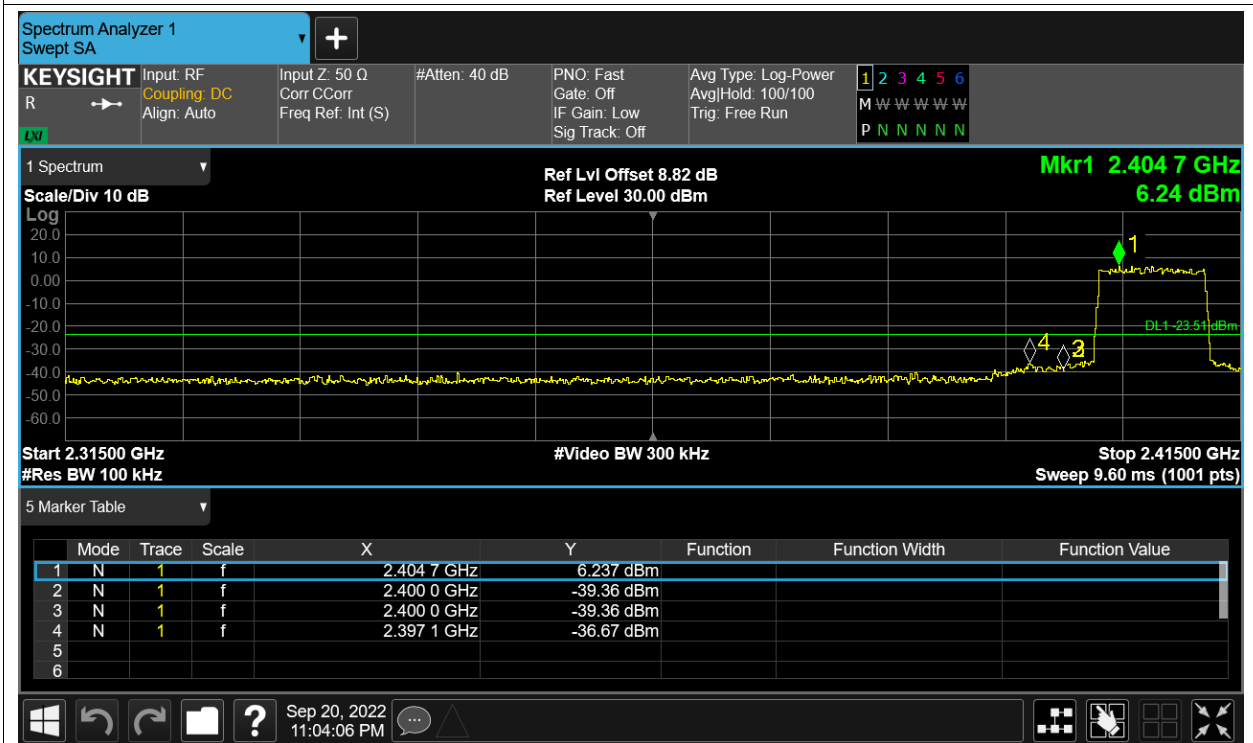 Spectrum Analyzer 1
Swept SA
KEYSIGHT Input: RF Input Z: 50 Ω #Atten: 40 dB PNO: Fast Avg Type: Log-Power 1 2 3 4 5 6
R Coupling: DC Corr CCorr Gate: Off Avg|Hold: 100/100 M W W W W W W
Align: Auto Freq Ref: Int (S) IF Gain: Low Trig: Free Run
LXI Sig Track: Off P N N N N N N
1 Spectrum Ref Lvl Offset 8.82 dB Mkr1 2.404 7 GHz
Scale/Div 10 dB Ref Level 30.00 dBm 6.24 dBm
Log
20.0
1
10.0
0.00
-10.0
-20.0 DL1 -23.51 dBm
-30.0 4
-40.0
-50.0
-60.0
Start 2.31500 GHz #Video BW 300 kHz Stop 2.41500 GHz
#Res BW 100 kHz Sweep 9.60 ms (1001 pts)
5 Marker Table
Mode Trace Scale X Y Function Function Width Function Value
1 N 1 f 2.404 7 GHz 6.237 dBm
2 N 1 f 2.400 0 GHz -39.36 dBm
3 N 1 f 2.400 0 GHz -39.36 dBm
4 N 1 f 2.397 1 GHz -36.67 dBm
5
6
? Sep 20, 2022
11:04:06 PM